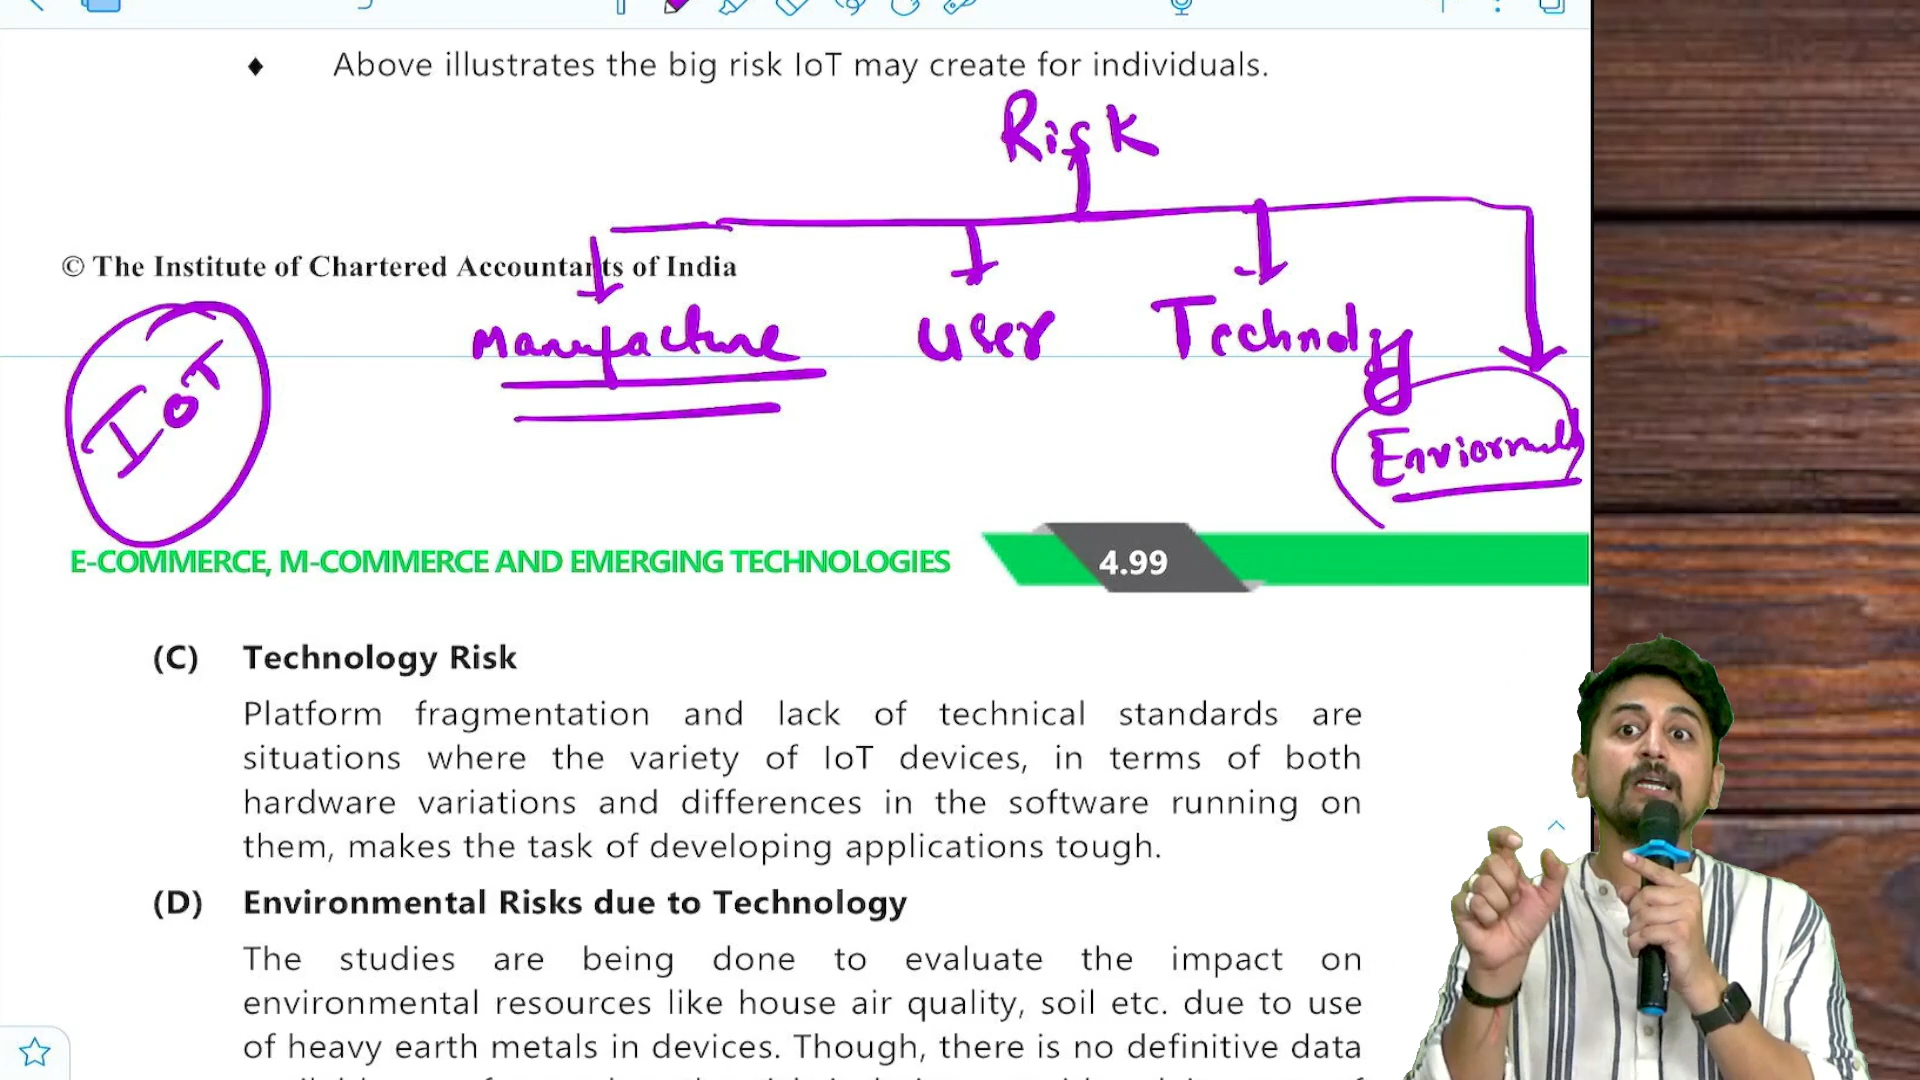 ♦ Above illustrates the big risk IoT may create for individuals.
Risk
© The Institute of Chartered Accountants of India
Manufacture User Technology
IoT
E-COMMERCE, M-COMMERCE AND EMERGING TECHNOLOGIES 4.99
(C) Technology Risk
Platform fragmentation and lack of technical standards are
situations where the variety of IoT devices, in terms of both
hardware variations and differences in the software running on
them, makes the task of developing applications tough.
(D) Environmental Risks due to Technology
The studies are being done to evaluate the impact on
environmental resources like house air quality, soil etc. due to use
of heavy earth metals in devices. Though, there is no definitive data